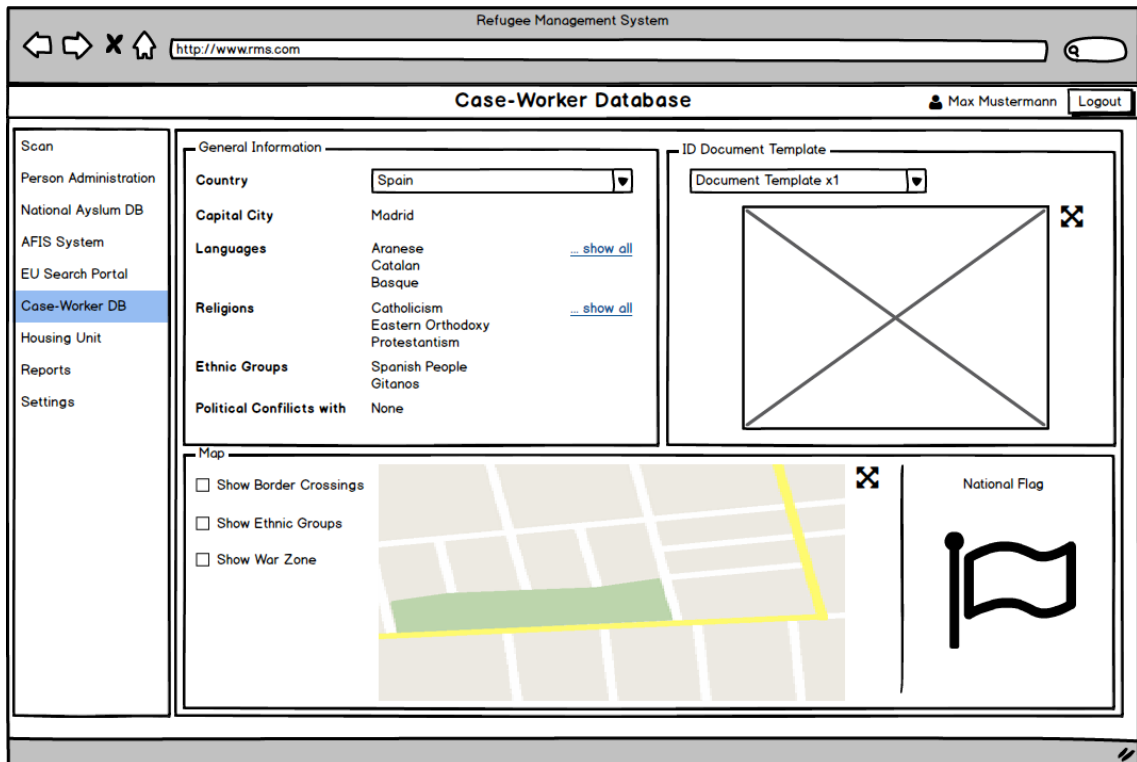 Refugee Management System
http://www.rms.com
Case-Worker Database
Max Mustermann
Logout
Scan
Person Administration
National Ayslum DB
AFIS System
EU Search Portal
Case-Worker DB
Housing Unit
Reports
Settings
General Information
Country Spain
Capital City Madrid
Languages Aranese ... show all
Catalan
Basque
Religions Catholicism ... show all
Eastern Orthodoxy
Protestantism
Ethnic Groups Spanish People
Gitanos
Political Confilicts with None
ID Document Template
Document Template x1
Map
Show Border Crossings
Show Ethnic Groups
Show War Zone
National Flag